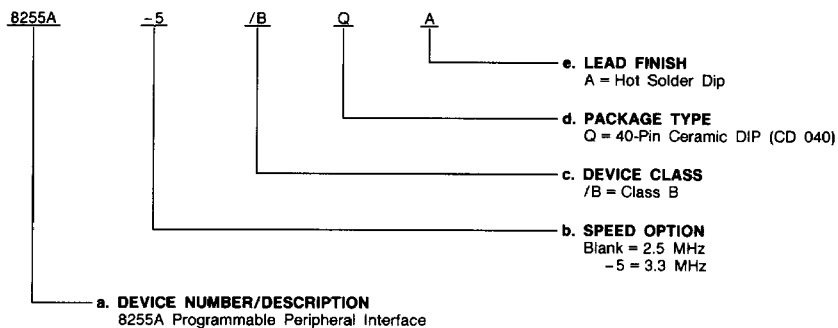 8255A -5 /B Q A
e. LEAD FINISH
A = Hot Solder Dip
d. PACKAGE TYPE
Q = 40-Pin Ceramic DIP (CD 040)
c. DEVICE CLASS
/B = Class B
b. SPEED OPTION
Blank = 2.5 MHz
-5 = 3.3 MHz
a. DEVICE NUMBER/DESCRIPTION
8255A Programmable Peripheral Interface